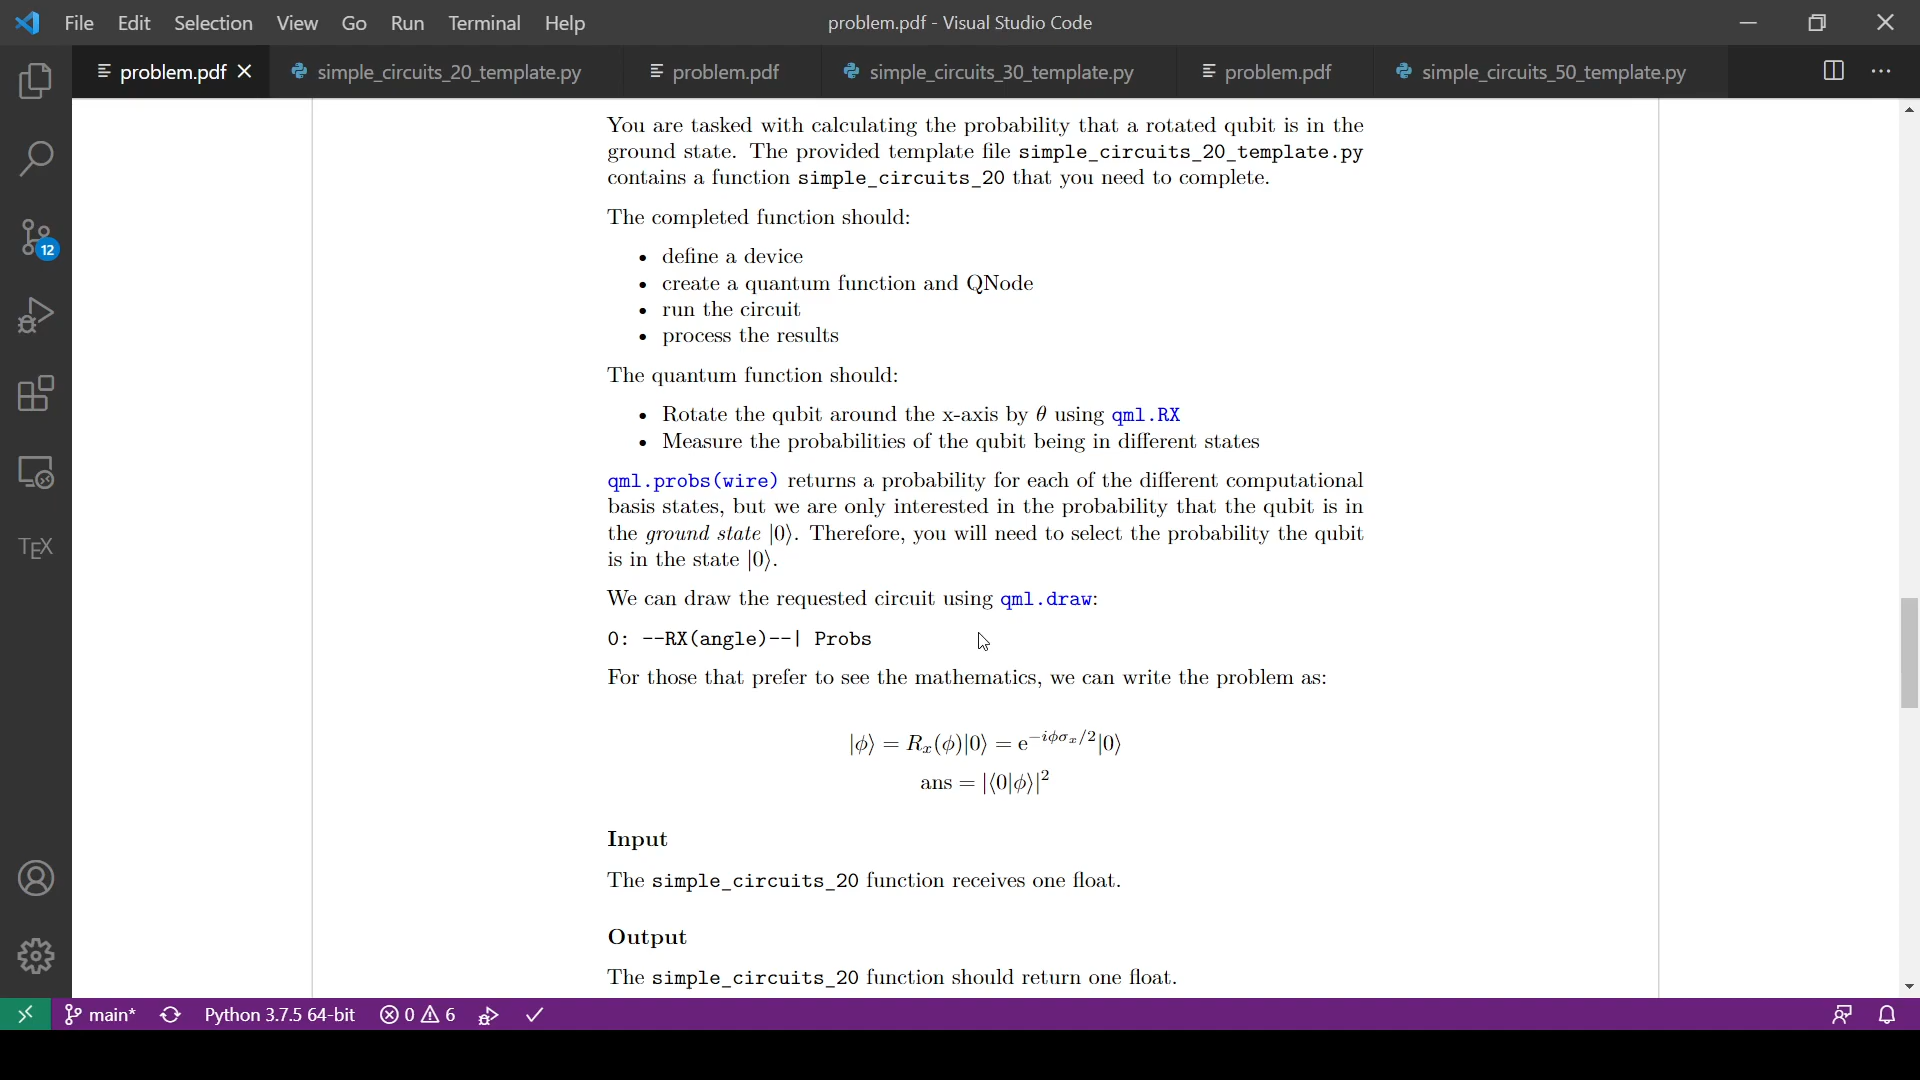 File Edit Selection View Go Run Terminal Help problem.pdf - Visual Studio Code
problem.pdf simple_circuits_20_template.py problem.pdf simple_circuits_30_template.py problem.pdf simple_circuits_50_template.py
You are tasked with calculating the probability that a rotated qubit is in the
ground state. The provided template file simple_circuits_20_template.py
contains a function simple_circuits_20 that you need to complete.
The completed function should:
• define a device
• create a quantum function and QNode
• run the circuit
• process the results
The quantum function should:
• Rotate the qubit around the x-axis by θ using qml.RX
• Measure the probabilities of the qubit being in different states
qml.probs(wire) returns a probability for each of the different computational
basis states, but we are only interested in the probability that the qubit is in
the ground state |0⟩. Therefore, you will need to select the probability the qubit
is in the state |0⟩.
We can draw the requested circuit using qml.draw:
0: --RX(angle)--| Probs
For those that prefer to see the mathematics, we can write the problem as:
|ϕ⟩ = Rₓ(ϕ)|0⟩ = e^{−iϕσₓ/2}|0⟩
ans = |⟨0|ϕ⟩|²
Input
The simple_circuits_20 function receives one float.
Output
The simple_circuits_20 function should return one float.
12
TEX
main* Python 3.7.5 64-bit 0 6